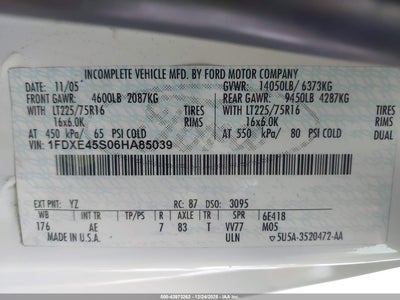 INCOMPLETE VEHICLE MFD. BY FORD MOTOR COMPANY
11/05 GVWR: 14050LB/ 6373KG
FRONT GAWR: 4600LB 2087KG REAR GAWR: 9450LB 4287KG
WITH LT225/75R16 TIRES WITH LT225/75R16 TIRES
16x6.0K RIMS 16x6.0K RIMS
AT 450 kPa/ 65 PSI COLD AT 550 kPa/ 80 PSI COLD DUAL
VIN: 1FDXE45S06HA85039
EXT PNT: YZ RC: 87 DSO: 3095
WB INT TR TP/PS R AXLE T SPR 6E418
176 AE 7 83 T VV77 M05
MADE IN U.S.A. ULN 5U5A-3520472-AA